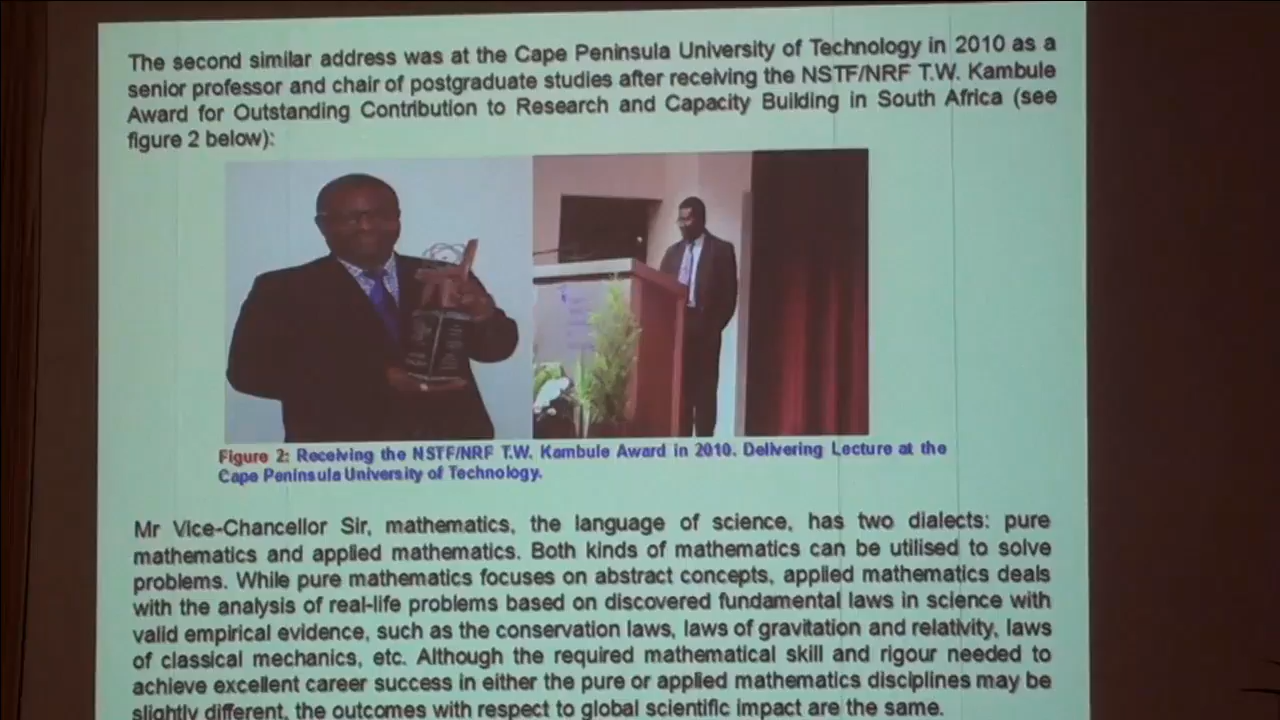 The second similar address was at the Cape Peninsula University of Technology in 2010 as a
senior professor and chair of postgraduate studies after receiving the NSTF/NRF T.W. Kambule
Award for Outstanding Contribution to Research and Capacity Building in South Africa (see
figure 2 below):
Figure 2: Receiving the NSTF/NRF T.W. Kambule Award in 2010. Delivering Lecture at the
Cape Peninsula University of Technology.
Mr Vice-Chancellor Sir, mathematics, the language of science, has two dialects: pure
mathematics and applied mathematics. Both kinds of mathematics can be utilised to solve
problems. While pure mathematics focuses on abstract concepts, applied mathematics deals
with the analysis of real-life problems based on discovered fundamental laws in science with
valid empirical evidence, such as the conservation laws, laws of gravitation and relativity, laws
of classical mechanics, etc. Although the required mathematical skill and rigour needed to
achieve excellent career success in either the pure or applied mathematics disciplines may be
slightly different, the outcomes with respect to global scientific impact are the same.